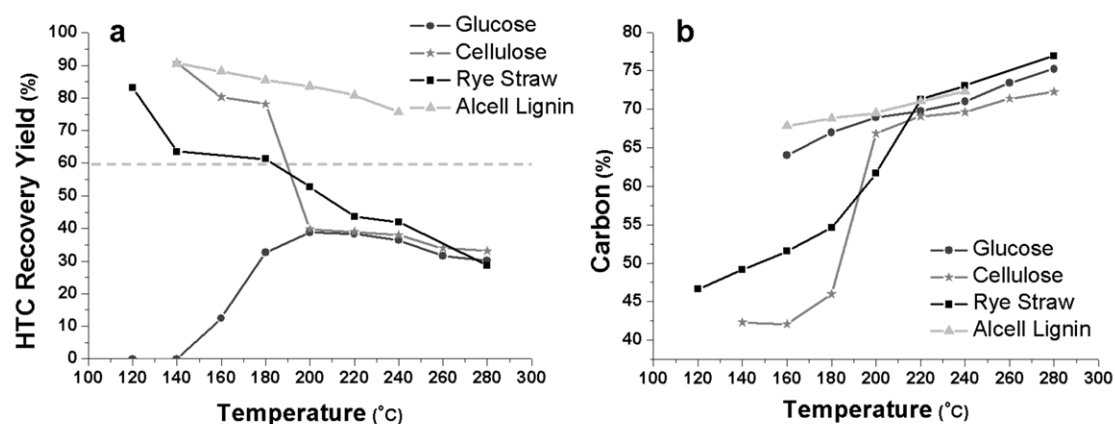 a
HTC Recovery Yield (%)
100
90
80
70
60
50
40
30
20
10
0
100 120 140 160 180 200 220 240 260 280 300
Temperature (°C)
Glucose
Cellulose
Rye Straw
Alcell Lignin
b
Carbon (%)
80
75
70
65
60
55
50
45
40
100 120 140 160 180 200 220 240 260 280 300
Temperature (°C)
Glucose
Cellulose
Rye Straw
Alcell Lignin